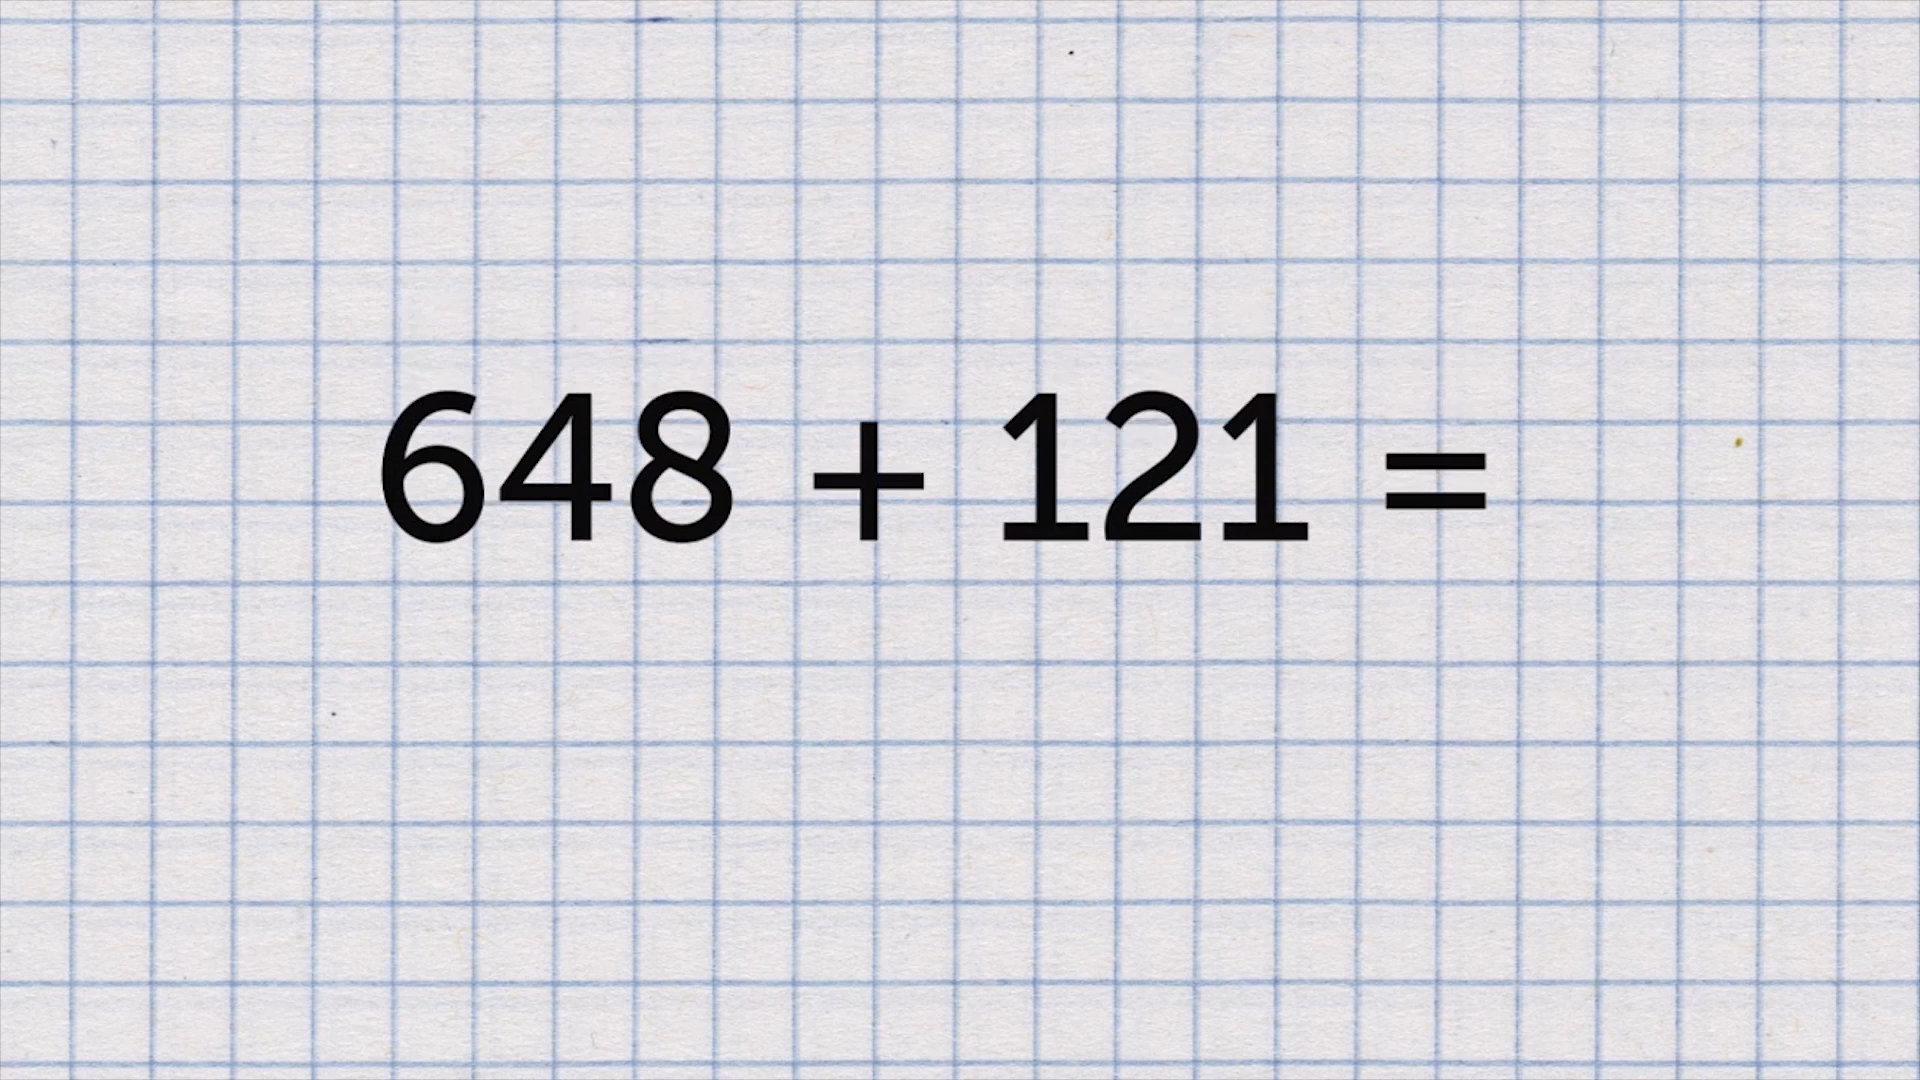 648 + 121 =